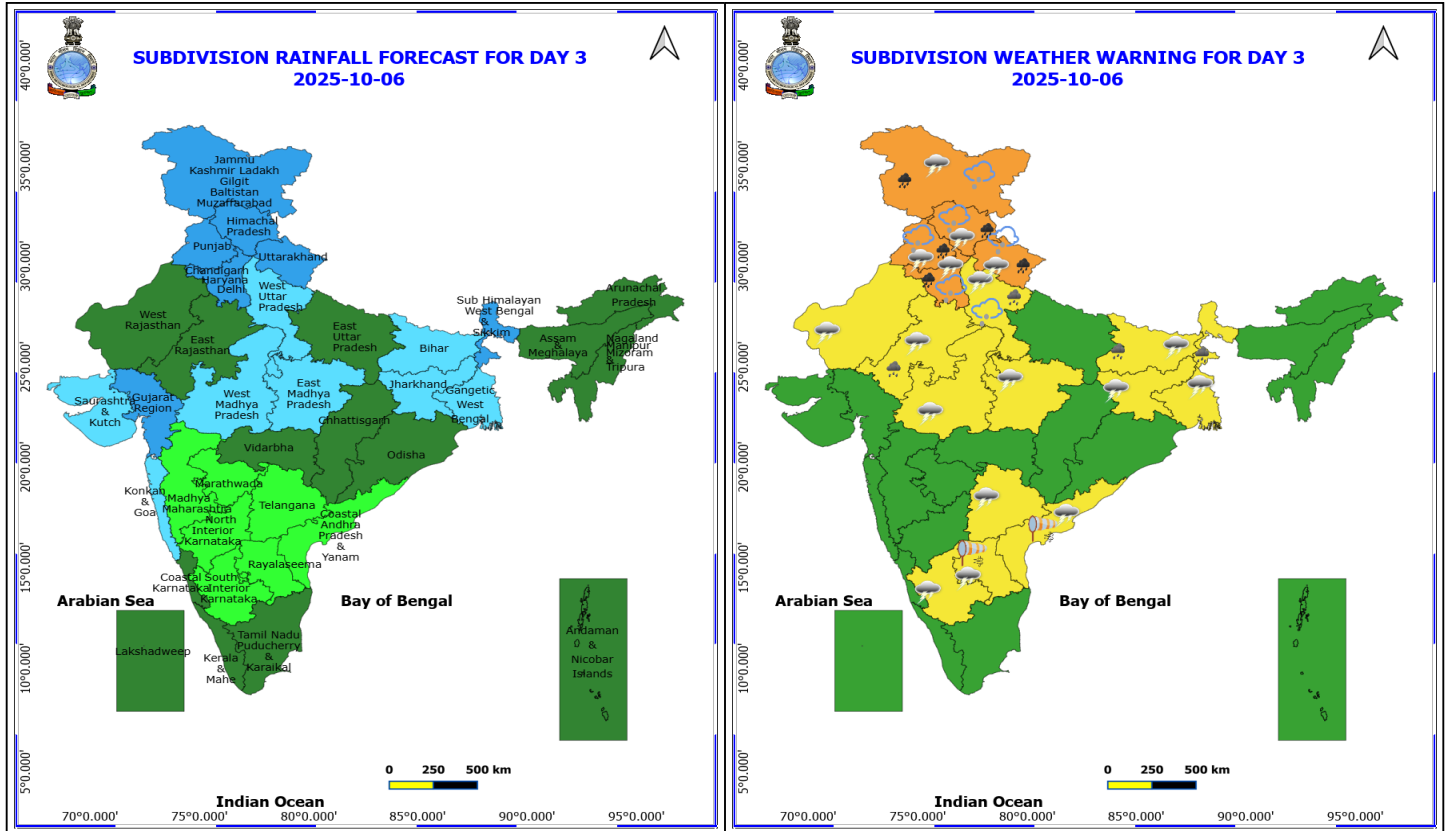 SUBDIVISION RAINFALL FORECAST FOR DAY 3
2025-10-06
40°0.000'
35°0.000'
30°0.000'
25°0.000'
20°0.000'
15°0.000'
10°0.000'
5°0.000'
Jammu
Kashmir Ladakh
Gilgit
Baltistan
Muzaffarabad
Himachal
Pradesh
Punjab
Uttarakhand
Chandigarh
Haryana
Delhi
West
Uttar
Pradesh
West
Rajasthan
East
Rajasthan
East
Uttar
Pradesh
Sub Himalayan
West Bengal
&
Sikkim
Arunachal
Pradesh
Assam
&
Meghalaya
Nagaland
Manipur
Mizoram
&
Tripura
Bihar
Jharkhand
Gangetic
West
Bengal
Saurashtra
&
Kutch
Gujarat
Region
West
Madhya
Pradesh
East
Madhya
Pradesh
Chhattisgarh
Vidarbha
Odisha
Konkan
&
Goa
Madhya
Maharashtra
Marathwada
North
Interior
Karnataka
Telangana
Coastal
Andhra
Pradesh
&
Yanam
Rayalaseema
Coastal
Karnataka
South
Interior
Karnataka
Arabian Sea
Bay of Bengal
Lakshadweep
Kerala
&
Mahe
Tamil Nadu
Puducherry
&
Karaikal
Andaman
&
Nicobar
Islands
0 250 500 km
Indian Ocean
70°0.000' 75°0.000' 80°0.000' 85°0.000' 90°0.000' 95°0.000'
SUBDIVISION WEATHER WARNING FOR DAY 3
2025-10-06
40°0.000'
35°0.000'
30°0.000'
25°0.000'
20°0.000'
15°0.000'
10°0.000'
5°0.000'
Arabian Sea
Bay of Bengal
0 250 500 km
Indian Ocean
70°0.000' 75°0.000' 80°0.000' 85°0.000' 90°0.000' 95°0.000'